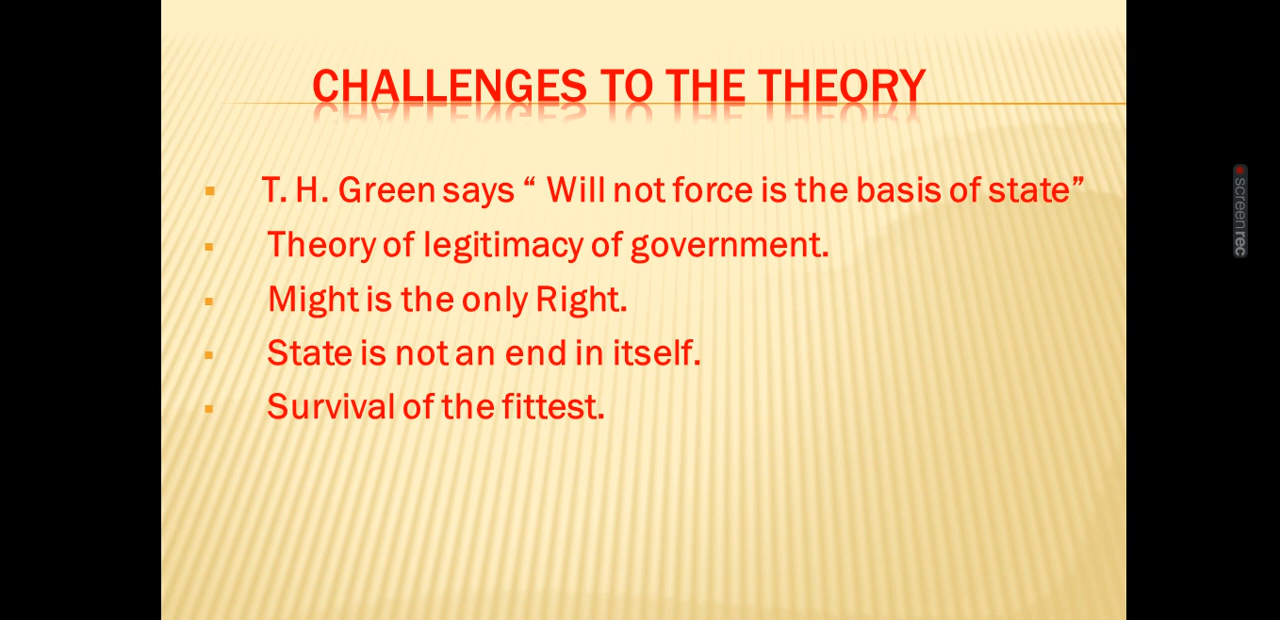 CHALLENGES TO THE THEORY
T. H. Green says “ Will not force is the basis of state”
Theory of legitimacy of government.
Might is the only Right.
State is not an end in itself.
Survival of the fittest.
screenrec